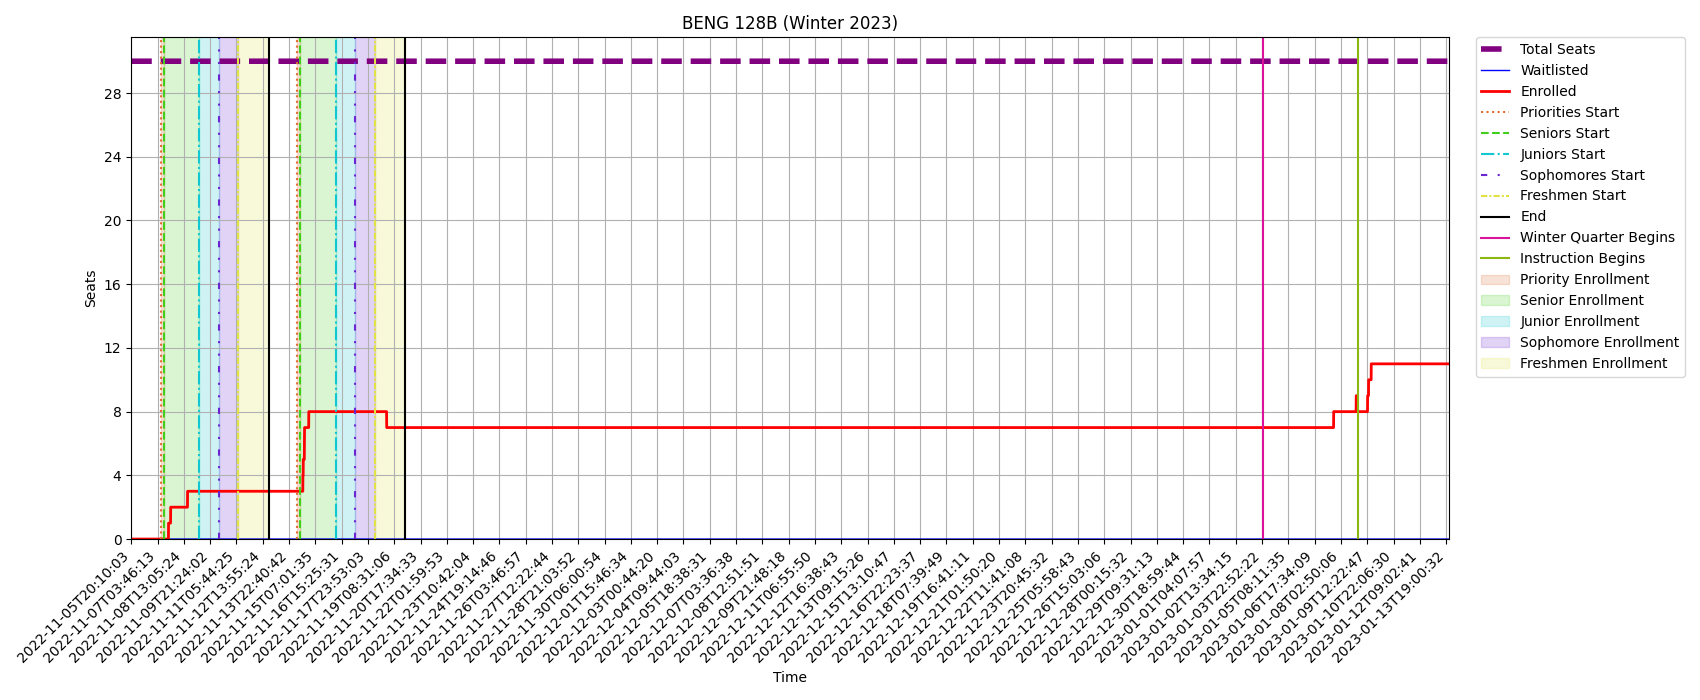 BENG 128B (Winter 2023)
Seats
28
24
20
16
12
8
4
0
2022-11-05T20:10:03
2022-11-07T03:46:13
2022-11-08T13:05:24
2022-11-09T21:24:02
2022-11-11T05:44:25
2022-11-12T13:55:24
2022-11-13T22:40:42
2022-11-15T07:01:35
2022-11-16T15:25:31
2022-11-17T23:53:03
2022-11-19T08:31:06
2022-11-20T17:34:33
2022-11-22T01:59:53
2022-11-23T10:42:04
2022-11-24T19:14:46
2022-11-26T03:46:57
2022-11-27T12:22:44
2022-11-28T21:03:52
2022-11-30T06:00:54
2022-12-01T15:46:34
2022-12-03T00:44:20
2022-12-04T09:44:03
2022-12-05T18:38:31
2022-12-07T03:36:38
2022-12-08T12:51:51
2022-12-09T21:48:18
2022-12-11T06:55:50
2022-12-12T16:38:43
2022-12-13T09:15:26
2022-12-15T13:10:47
2022-12-16T22:23:37
2022-12-18T07:39:49
2022-12-19T16:41:11
2022-12-21T01:50:20
2022-12-22T11:41:08
2022-12-23T20:45:32
2022-12-25T05:58:43
2022-12-26T15:03:06
2022-12-28T00:15:32
2022-12-29T09:31:13
2022-12-30T18:59:44
2023-01-01T04:07:57
2023-01-02T13:34:15
2023-01-03T22:52:22
2023-01-05T08:11:35
2023-01-06T17:34:09
2023-01-08T02:50:06
2023-01-09T12:22:47
2023-01-10T22:06:30
2023-01-12T09:02:41
2023-01-13T19:00:32
Time
Total Seats
Waitlisted
Enrolled
Priorities Start
Seniors Start
Juniors Start
Sophomores Start
Freshmen Start
End
Winter Quarter Begins
Instruction Begins
Priority Enrollment
Senior Enrollment
Junior Enrollment
Sophomore Enrollment
Freshmen Enrollment